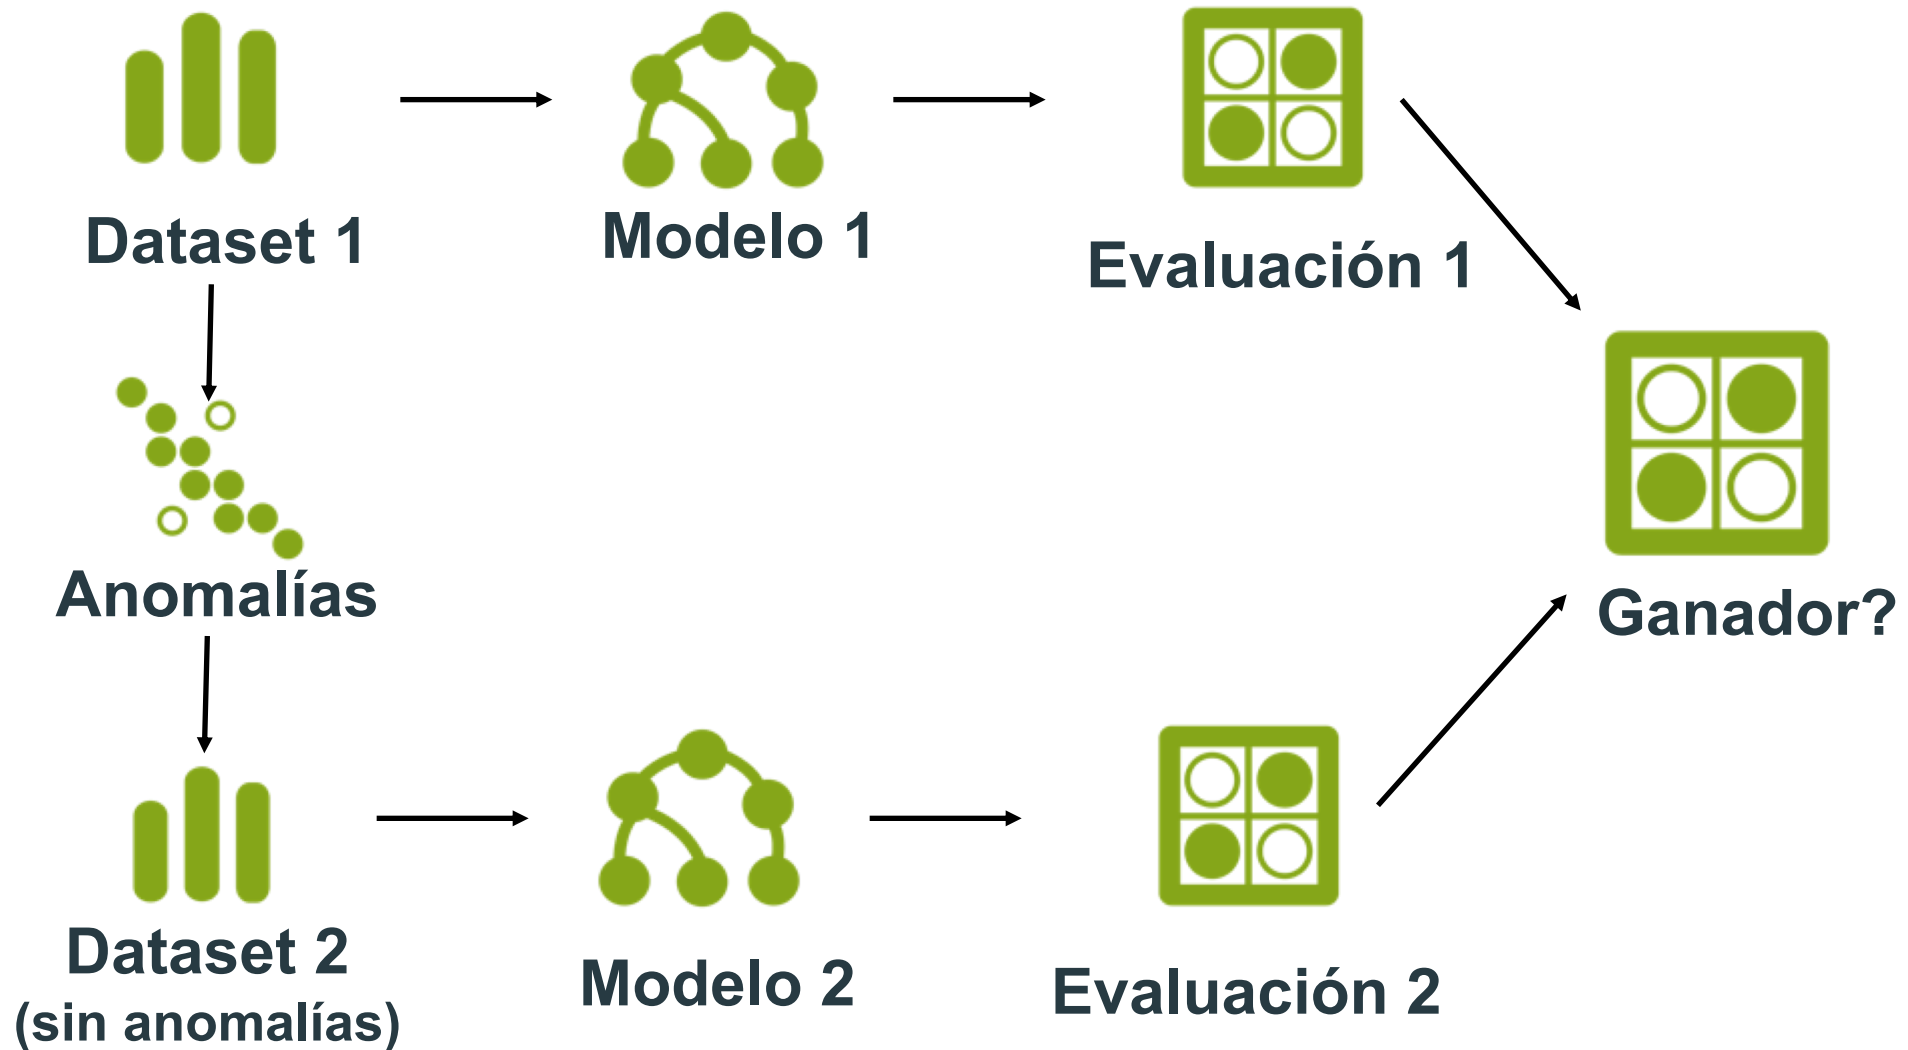 Dataset 1
Modelo 1
Evaluación 1
Anomalías
Ganador?
Dataset 2
(sin anomalías)
Modelo 2
Evaluación 2